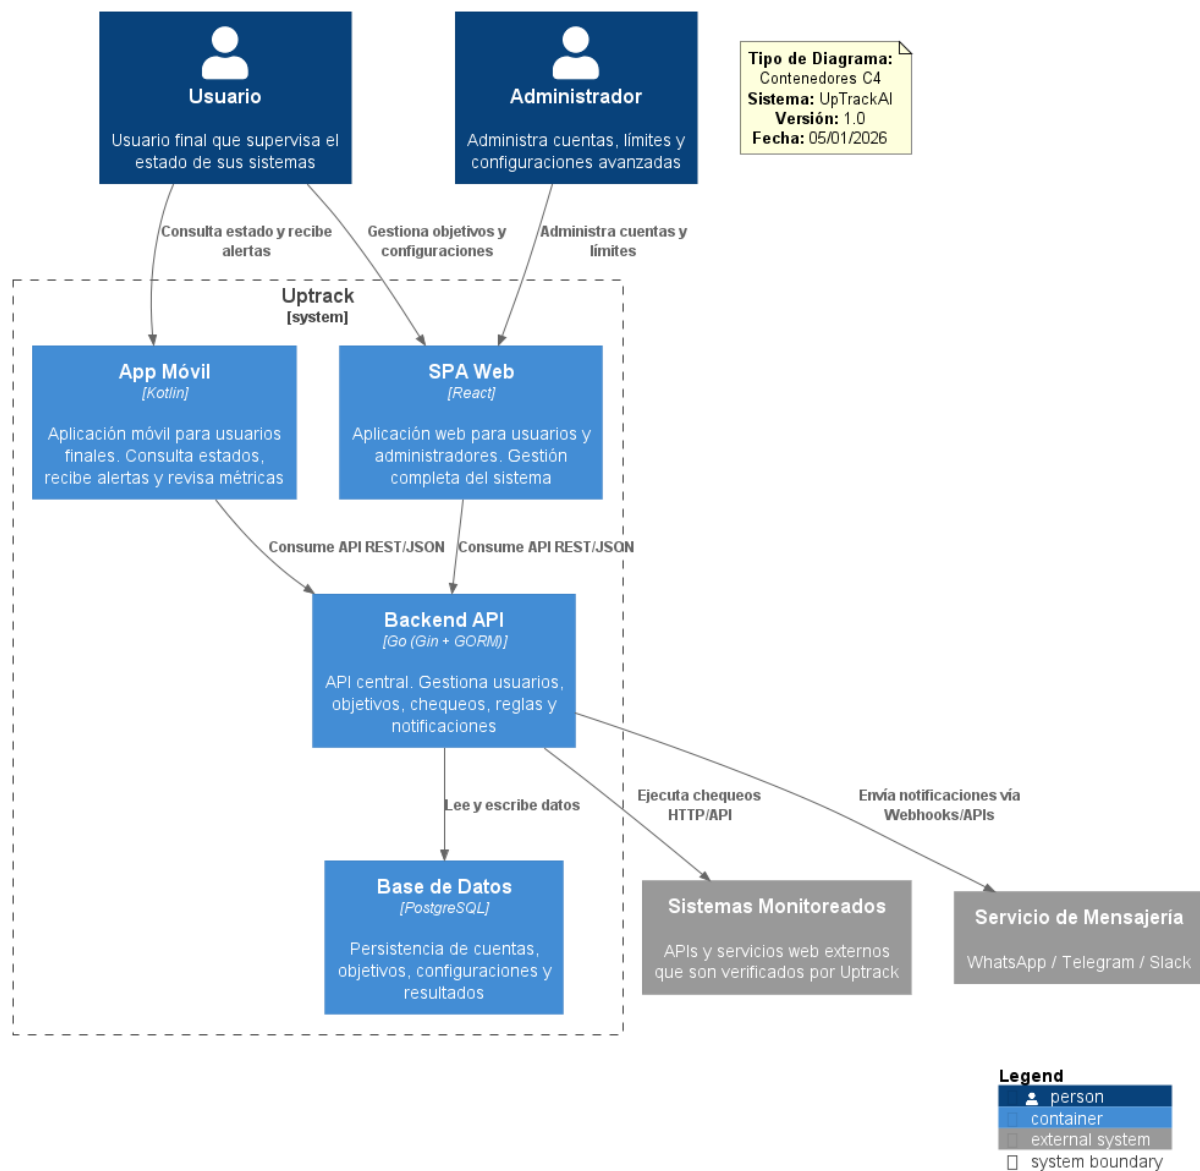 Usuario
Usuario final que supervisa el
estado de sus sistemas
Administrador
Administra cuentas, límites y
configuraciones avanzadas
Tipo de Diagrama:
Contenedores C4
Sistema: UpTrackAI
Versión: 1.0
Fecha: 05/01/2026
Consulta estado y recibe
alertas
Gestiona objetivos y
configuraciones
Administra cuentas y
límites
Uptrack
[system]
App Móvil
[Kotlin]
Aplicación móvil para usuarios
finales. Consulta estados,
recibe alertas y revisa métricas
SPA Web
[React]
Aplicación web para usuarios y
administradores. Gestión
completa del sistema
Consume API REST/JSON
Consume API REST/JSON
Backend API
[Go (Gin + GORM)]
API central. Gestiona usuarios,
objetivos, chequeos, reglas y
notificaciones
Lee y escribe datos
Ejecuta chequeos
HTTP/API
Envía notificaciones vía
Webhooks/APIs
Base de Datos
[PostgreSQL]
Persistencia de cuentas,
objetivos, configuraciones y
resultados
Sistemas Monitoreados
APIs y servicios web externos
que son verificados por Uptrack
Servicio de Mensajería
WhatsApp / Telegram / Slack
Legend
person
container
external system
system boundary